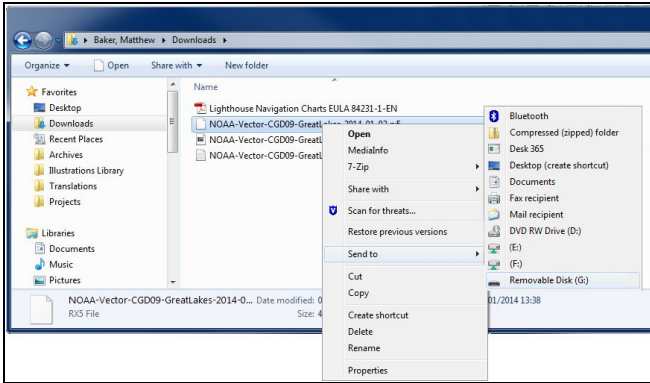 Baker, Matthew ▸ Downloads ▸
Organize Open Share with New folder
Favorites
Desktop
Downloads
Recent Places
Archives
Illustrations Library
Translations
Projects
Libraries
Documents
Music
Pictures
Name
Lighthouse Navigation Charts EULA 84231-1-EN
NOAA-Vector-CGD09-GreatLakes-2014-01-02.nf5
NOAA-Vector-CGD09-GreatL
NOAA-Vector-CGD09-GreatL
Open
MediaInfo
7-Zip
Share with
Scan for threats...
Restore previous versions
Send to
Cut
Copy
Create shortcut
Delete
Rename
Properties
Bluetooth
Compressed (zipped) folder
Desk 365
Desktop (create shortcut)
Documents
Fax recipient
Mail recipient
DVD RW Drive (D:)
(E:)
(F:)
Removable Disk (G:)
NOAA-Vector-CGD09-GreatLakes-2014-0... Date modified: 0
01/2014 13:38
RX5 File Size: 4